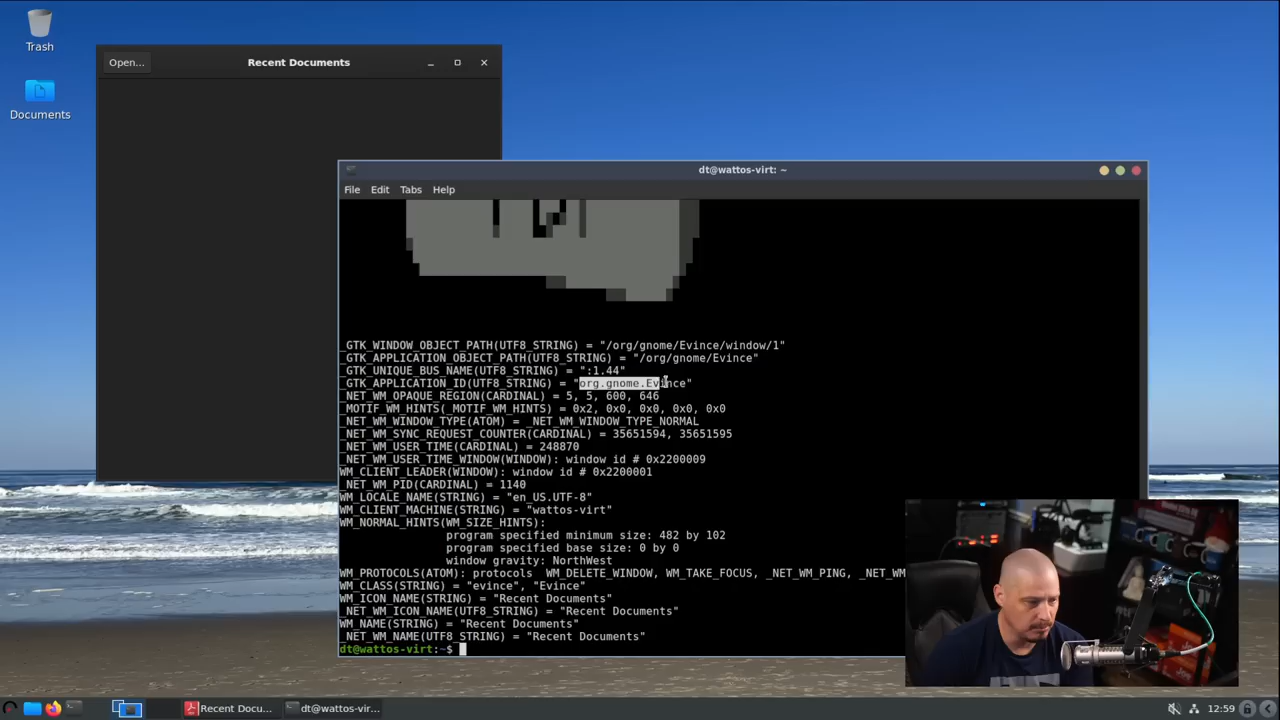 Trash
Open...
Recent Documents
Documents
dt@wattos-virt: ~
File Edit Tabs Help
_GTK_WINDOW_OBJECT_PATH(UTF8_STRING) = "/org/gnome/Evince/window/1"
_GTK_APPLICATION_OBJECT_PATH(UTF8_STRING) = "/org/gnome/Evince"
_GTK_UNIQUE_BUS_NAME(UTF8_STRING) = ":1.44"
_GTK_APPLICATION_ID(UTF8_STRING) = "org.gnome.Evince"
_NET_WM_OPAQUE_REGION(CARDINAL) = 5, 5, 600, 646
_MOTIF_WM_HINTS(_MOTIF_WM_HINTS) = 0x2, 0x0, 0x0, 0x0, 0x0
_NET_WM_WINDOW_TYPE(ATOM) = _NET_WM_WINDOW_TYPE_NORMAL
_NET_WM_SYNC_REQUEST_COUNTER(CARDINAL) = 35651594, 35651595
_NET_WM_USER_TIME(CARDINAL) = 248870
_NET_WM_USER_TIME_WINDOW(WINDOW): window id # 0x2200009
WM_CLIENT_LEADER(WINDOW): window id # 0x2200001
_NET_WM_PID(CARDINAL) = 1140
WM_LOCALE_NAME(STRING) = "en_US.UTF-8"
WM_CLIENT_MACHINE(STRING) = "wattos-virt"
WM_NORMAL_HINTS(WM_SIZE_HINTS):
program specified minimum size: 482 by 102
program specified base size: 0 by 0
window gravity: NorthWest
WM_PROTOCOLS(ATOM): protocols  WM_DELETE_WINDOW, WM_TAKE_FOCUS, _NET_WM_PING, _NET_WM
WM_CLASS(STRING) = "evince", "Evince"
WM_ICON_NAME(STRING) = "Recent Documents"
_NET_WM_ICON_NAME(UTF8_STRING) = "Recent Documents"
WM_NAME(STRING) = "Recent Documents"
_NET_WM_NAME(UTF8_STRING) = "Recent Documents"
dt@wattos-virt:~$
Recent Docu...
dt@wattos-vir...
12:59